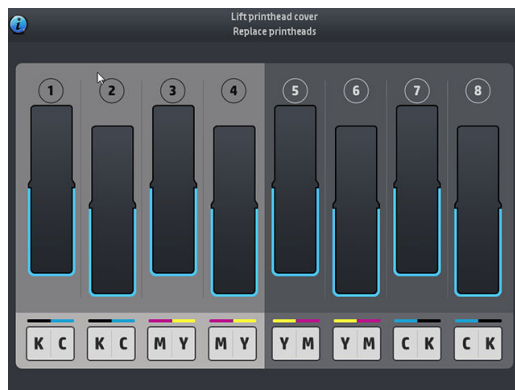 i
Lift printhead cover
Replace printheads
1 2 3 4 5 6 7 8
K C K C M Y M Y Y M Y M C K C K